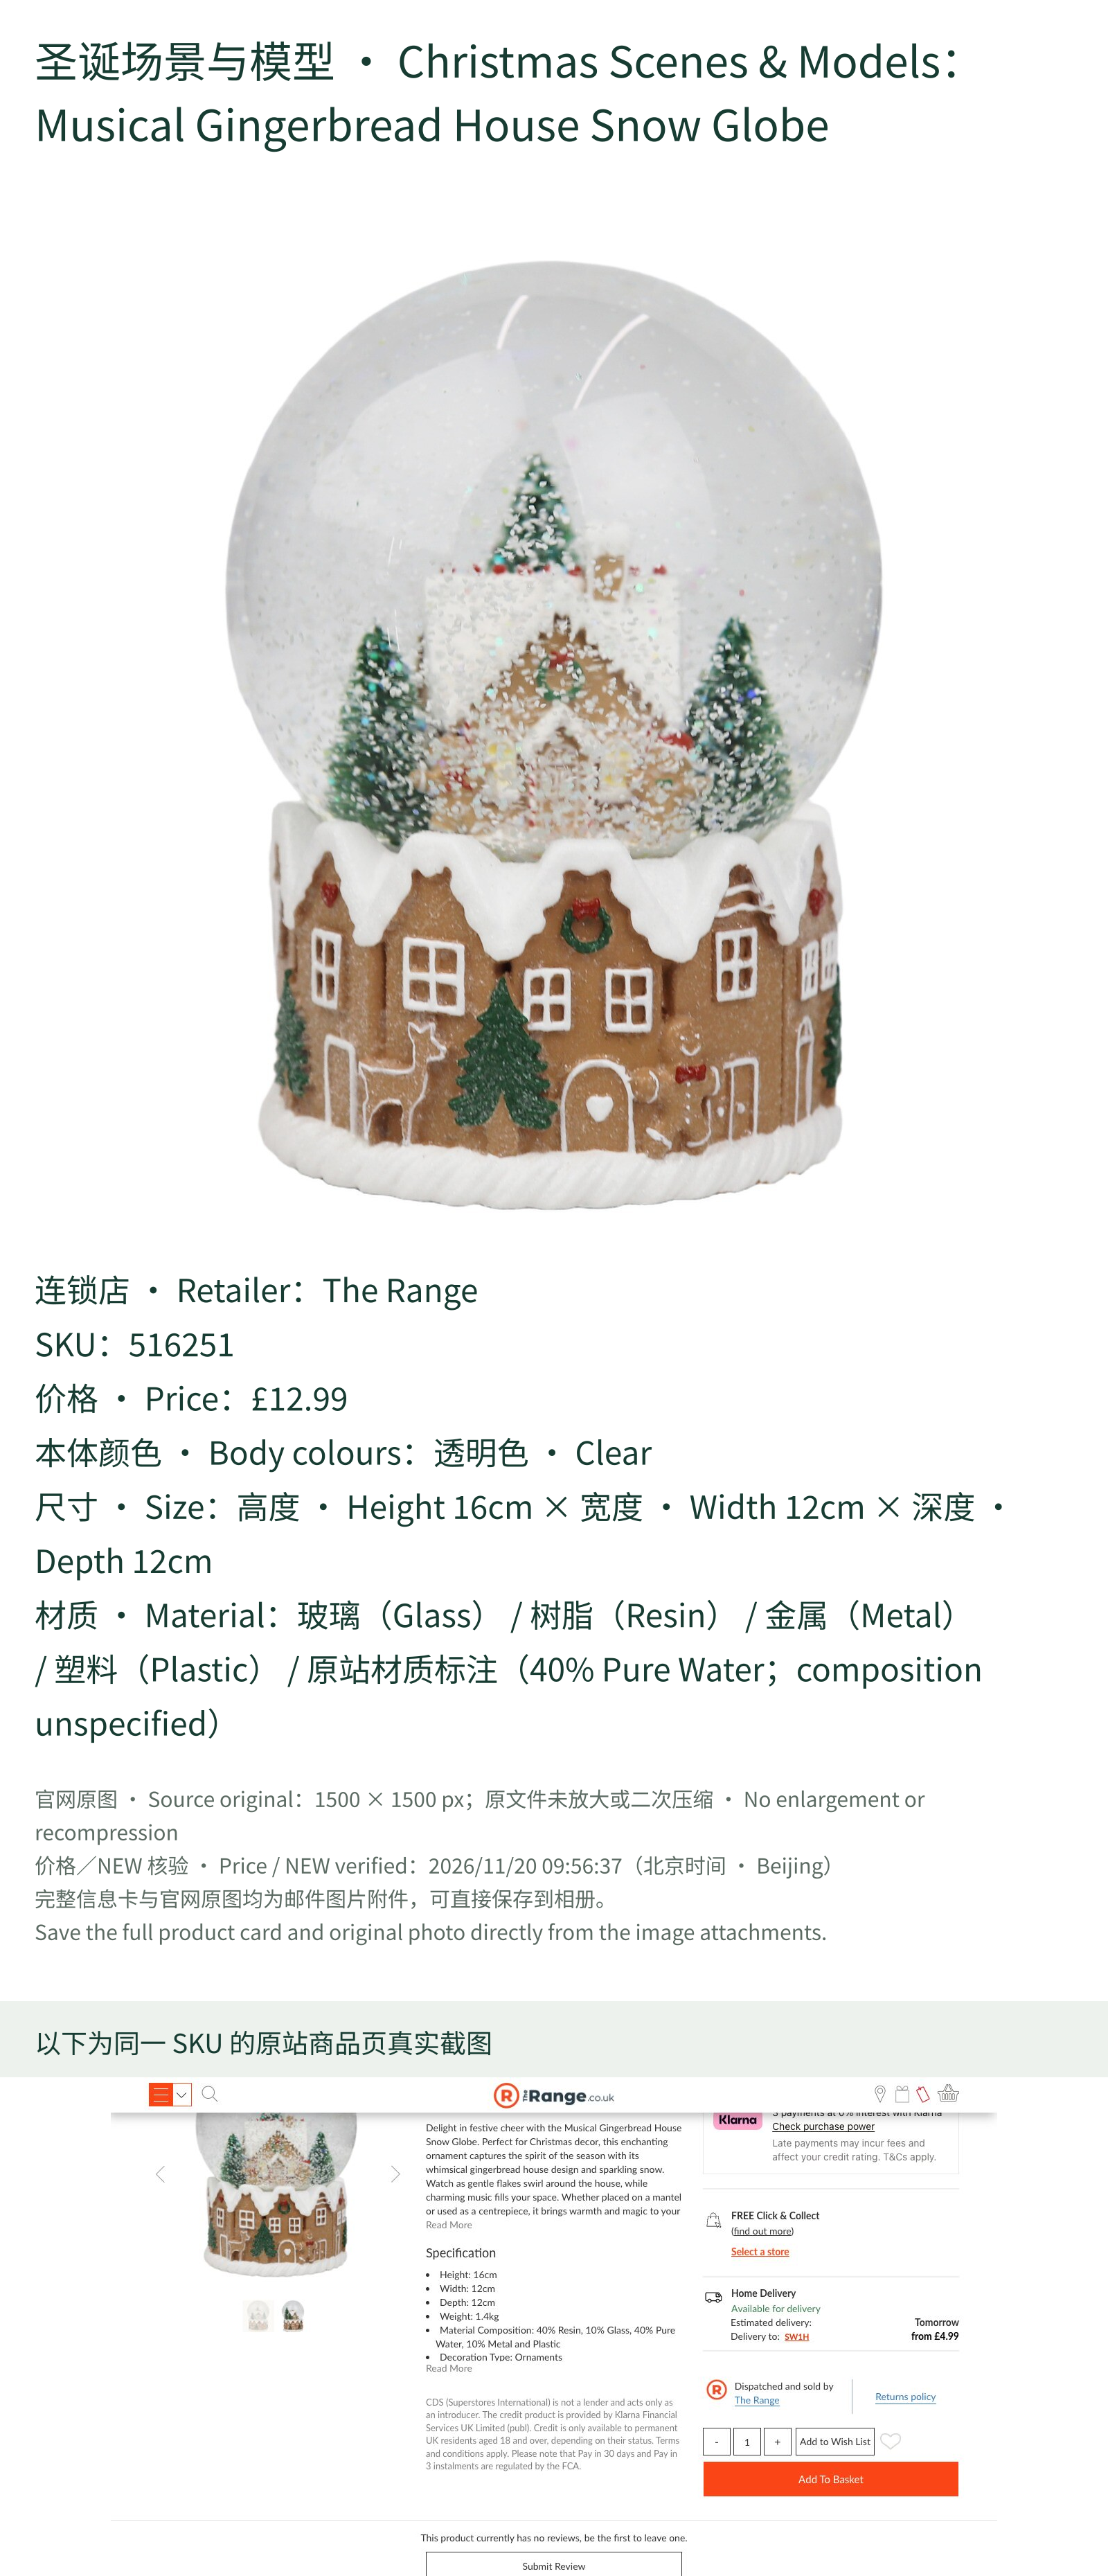 圣诞场景与模型 · Christmas Scenes & Models：
Musical Gingerbread House Snow Globe
连锁店 · Retailer：The Range
SKU：516251
价格 · Price：£12.99
本体颜色 · Body colours：透明色 · Clear
尺寸 · Size：高度 · Height 16cm × 宽度 · Width 12cm × 深度 ·
Depth 12cm
材质 · Material：玻璃（Glass） / 树脂（Resin） / 金属（Metal）
/ 塑料（Plastic） / 原站材质标注（40% Pure Water；composition
unspecified）
官网原图 · Source original：1500 × 1500 px；原文件未放大或二次压缩 · No enlargement or
recompression
价格／NEW 核验 · Price / NEW verified：2026/11/20 09:56:37（北京时间 · Beijing）
完整信息卡与官网原图均为邮件图片附件，可直接保存到相册。
Save the full product card and original photo directly from the image attachments.
以下为同一 SKU 的原站商品页真实截图
R The Range.co.uk
Delight in festive cheer with the Musical Gingerbread House
Snow Globe. Perfect for Christmas decor, this enchanting
ornament captures the spirit of the season with its
whimsical gingerbread house design and sparkling snow.
Watch as gentle flakes swirl around the house, while
charming music fills your space. Whether placed on a mantel
or used as a centrepiece, it brings warmth and magic to your
Read More
Specification
• Height: 16cm
• Width: 12cm
• Depth: 12cm
• Weight: 1.4kg
• Material Composition: 40% Resin, 10% Glass, 40% Pure
Water, 10% Metal and Plastic
• Decoration Type: Ornaments
Read More
CDS (Superstores International) is not a lender and acts only as
an introducer. The credit product is provided by Klarna Financial
Services UK Limited (publ). Credit is only available to permanent
UK residents aged 18 and over, depending on their status. Terms
and conditions apply. Please note that Pay in 30 days and Pay in
3 instalments are regulated by the FCA.
Klarna
3 payments at 0% interest with Klarna
Check purchase power
Late payments may incur fees and
affect your credit rating. T&Cs apply.
FREE Click & Collect
(find out more)
Select a store
Home Delivery
Available for delivery
Estimated delivery: Tomorrow
Delivery to: SW1H from £4.99
R
Dispatched and sold by
The Range
Returns policy
- 1 + Add to Wish List
Add To Basket
This product currently has no reviews, be the first to leave one.
Submit Review